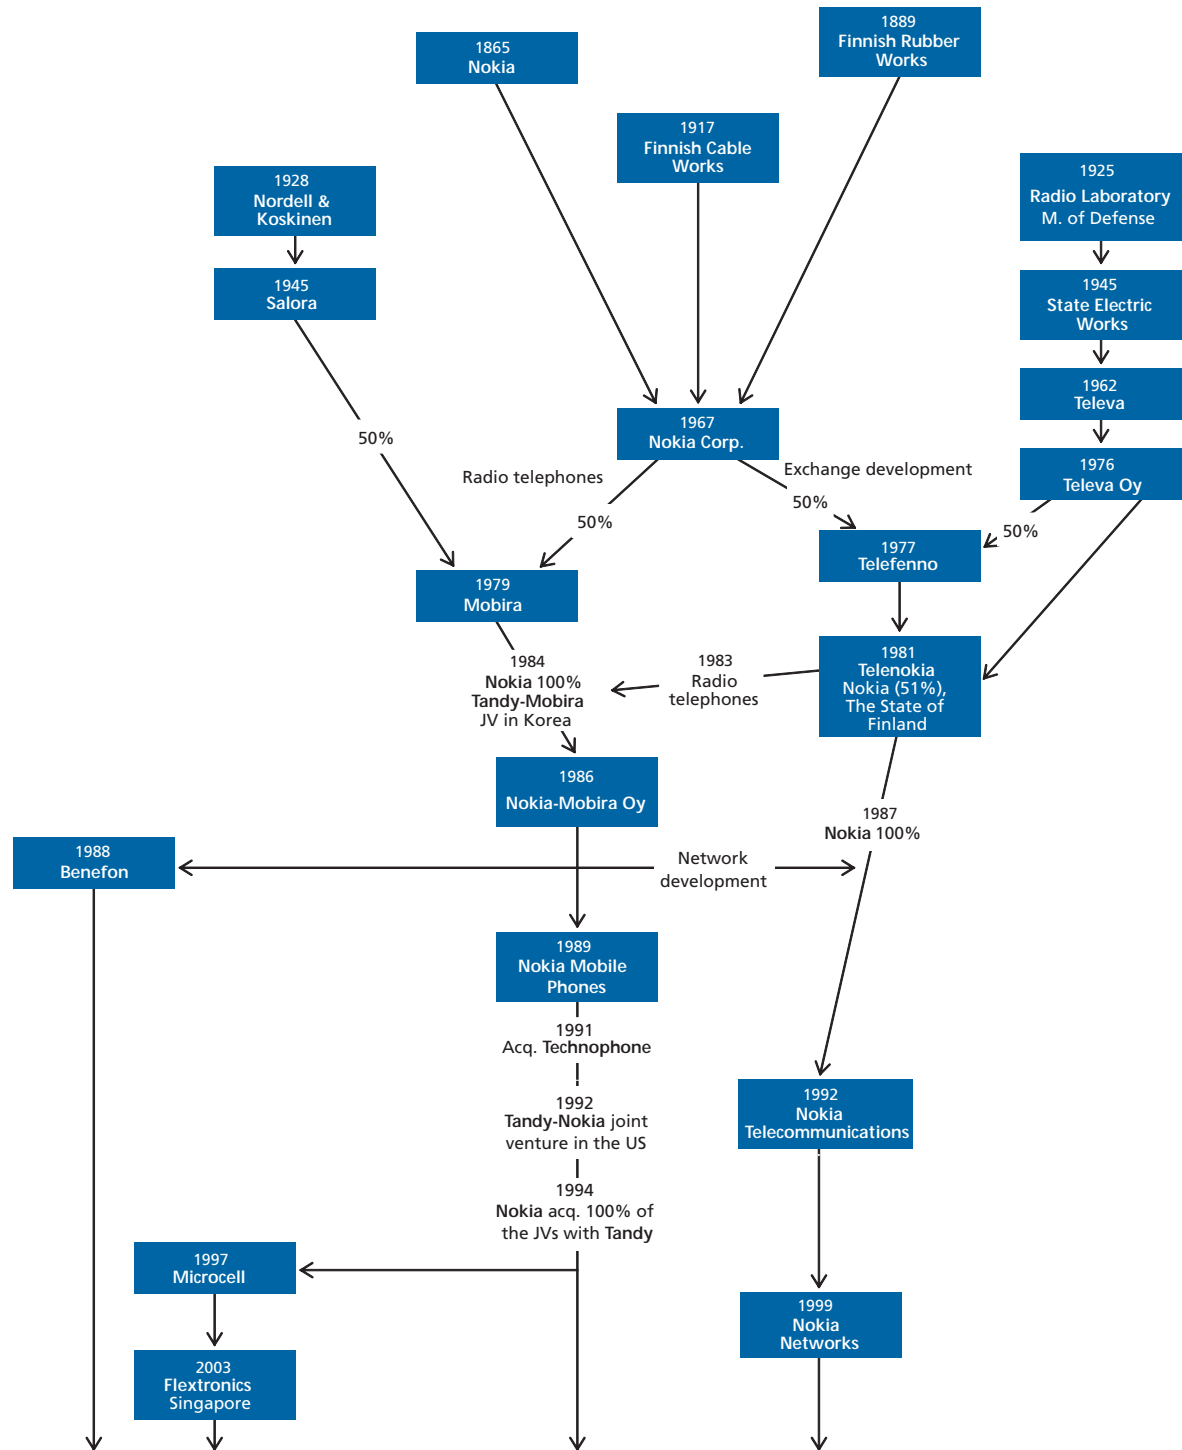 1865
Nokia
1889
Finnish Rubber
Works
1917
Finnish Cable
Works
1928
Nordell &
Koskinen
1925
Radio Laboratory
M. of Defense
1945
Salora
1945
State Electric
Works
1962
Televa
50%
1967
Nokia Corp.
Radio telephones
Exchange development
1976
Televa Oy
50%
50%
50%
1977
Telefenno
1979
Mobira
1984
Nokia 100%
Tandy-Mobira
JV in Korea
1983
Radio
telephones
1981
Telenokia
Nokia (51%),
The State of
Finland
1986
Nokia-Mobira Oy
1987
Nokia 100%
1988
Benefon
Network
development
1989
Nokia Mobile
Phones
1991
Acq. Technophone
1992
Tandy-Nokia joint
venture in the US
1992
Nokia
Telecommunications
1994
Nokia acq. 100% of
the JVs with Tandy
1997
Microcell
1999
Nokia
Networks
2003
Flextronics
Singapore